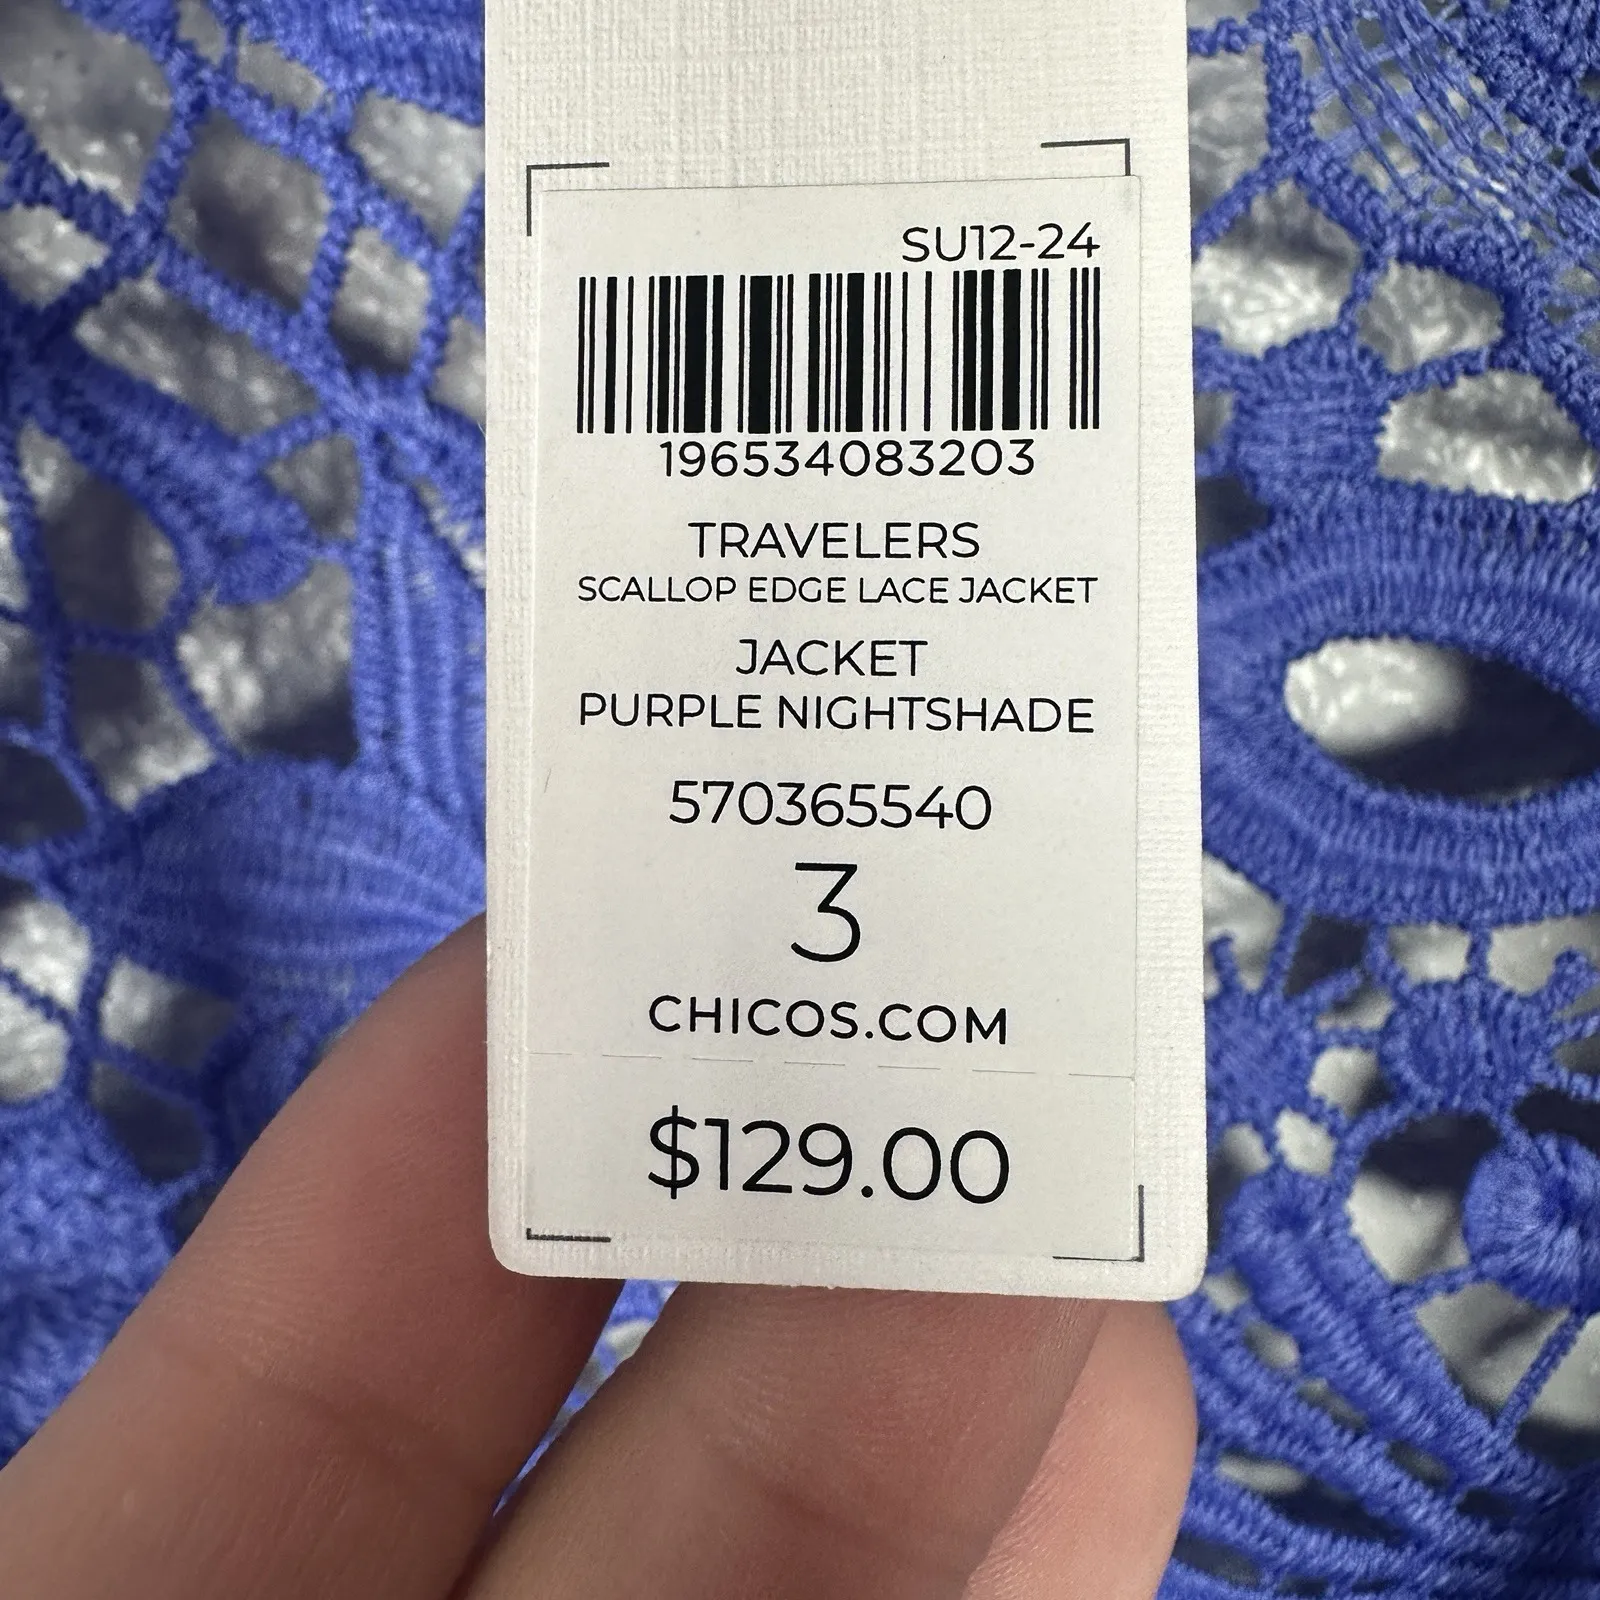 SU12-24
196534083203
TRAVELERS
SCALLOP EDGE LACE JACKET
JACKET
PURPLE NIGHTSHADE
570365540
3
CHICOS.COM
$129.00